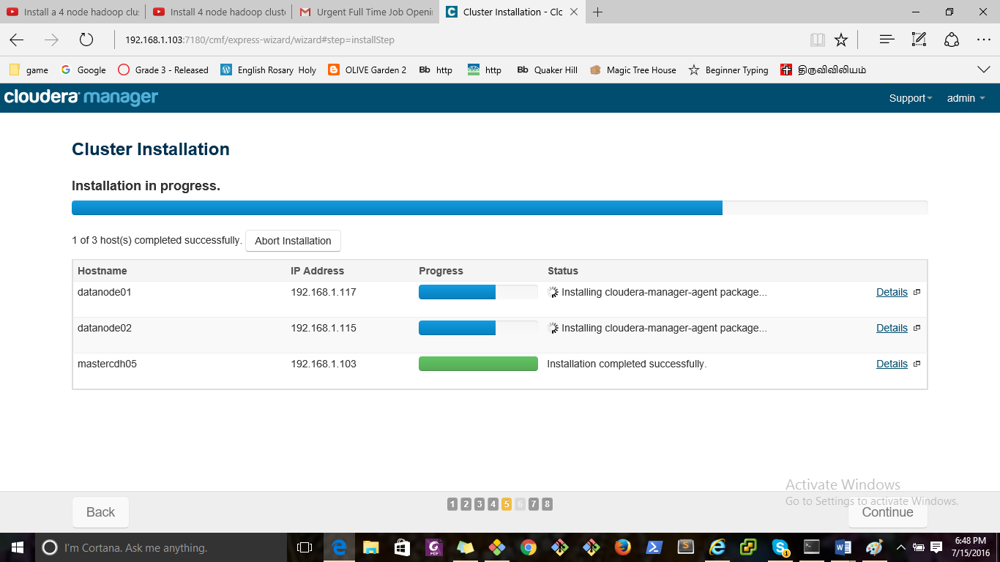 Install a 4 node hadoop clu: Install 4 node hadoop clust Urgent Full Time Job Openi Cluster Installation - Clc
192.168.1.103:7180/cmf/express-wizard/wizard#step=installStep
game Google Grade 3 - Released English Rosary Holy OLIVE Garden 2 Bb http http Bb Quaker Hill Magic Tree House Beginner Typing திருவிவிலியம்
cloudera manager Support admin
Cluster Installation
Installation in progress.
1 of 3 host(s) completed successfully. Abort Installation
Hostname IP Address Progress Status
datanode01 192.168.1.117 Installing cloudera-manager-agent package... Details
datanode02 192.168.1.115 Installing cloudera-manager-agent package... Details
mastercdh05 192.168.1.103 Installation completed successfully. Details
Activate Windows
Go to Settings to activate Windows.
Back 1 2 3 4 5 6 7 8 Continue
I'm Cortana. Ask me anything. 6:48 PM
7/15/2016